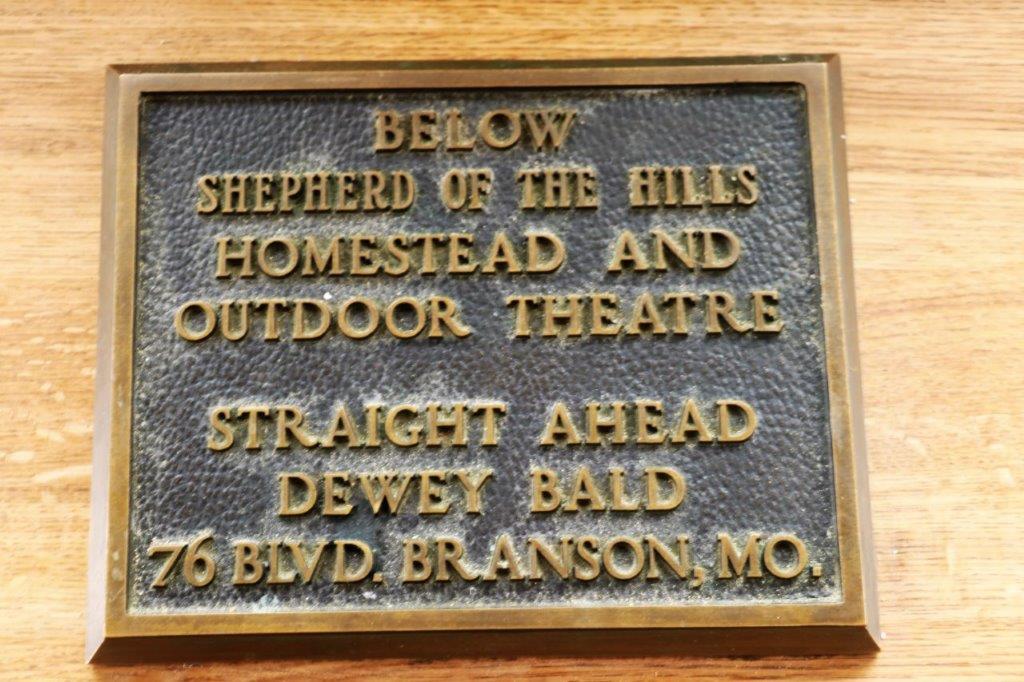 BELOW
SHEPHERD OF THE HILLS
HOMESTEAD AND
OUTDOOR THEATRE
STRAIGHT AHEAD
DEWEY BALD
76 BLVD. BRANSON, MO.